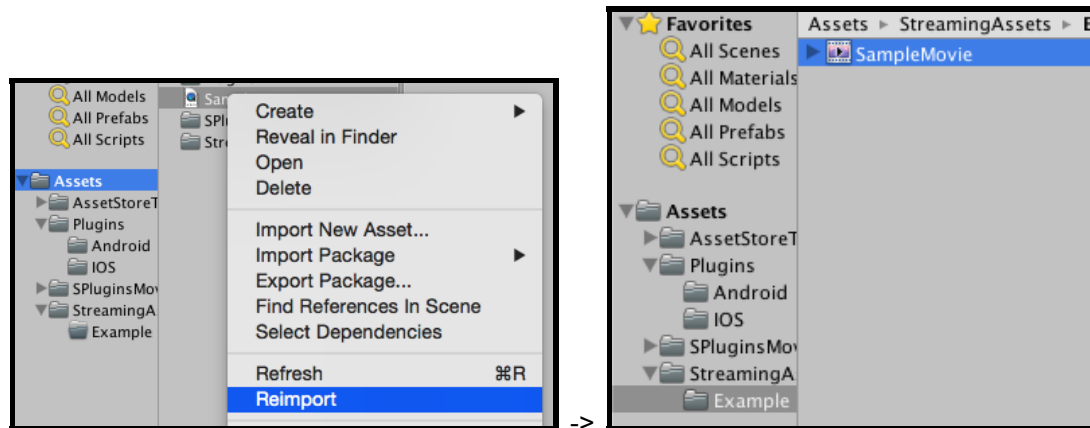 All Models
All Prefabs
All Scripts
Assets
AssetStoreT
Plugins
Android
IOS
SPluginsMov
StreamingA
Example
Sam
SPlu
Stre
Create
Reveal in Finder
Open
Delete
Import New Asset...
Import Package
Export Package...
Find References In Scene
Select Dependencies
Refresh ⌘R
Reimport
->
Favorites
All Scenes
All Materials
All Models
All Prefabs
All Scripts
Assets
AssetStoreT
Plugins
Android
IOS
SPluginsMov
StreamingA
Example
Assets ▸ StreamingAssets ▸ E
SampleMovie